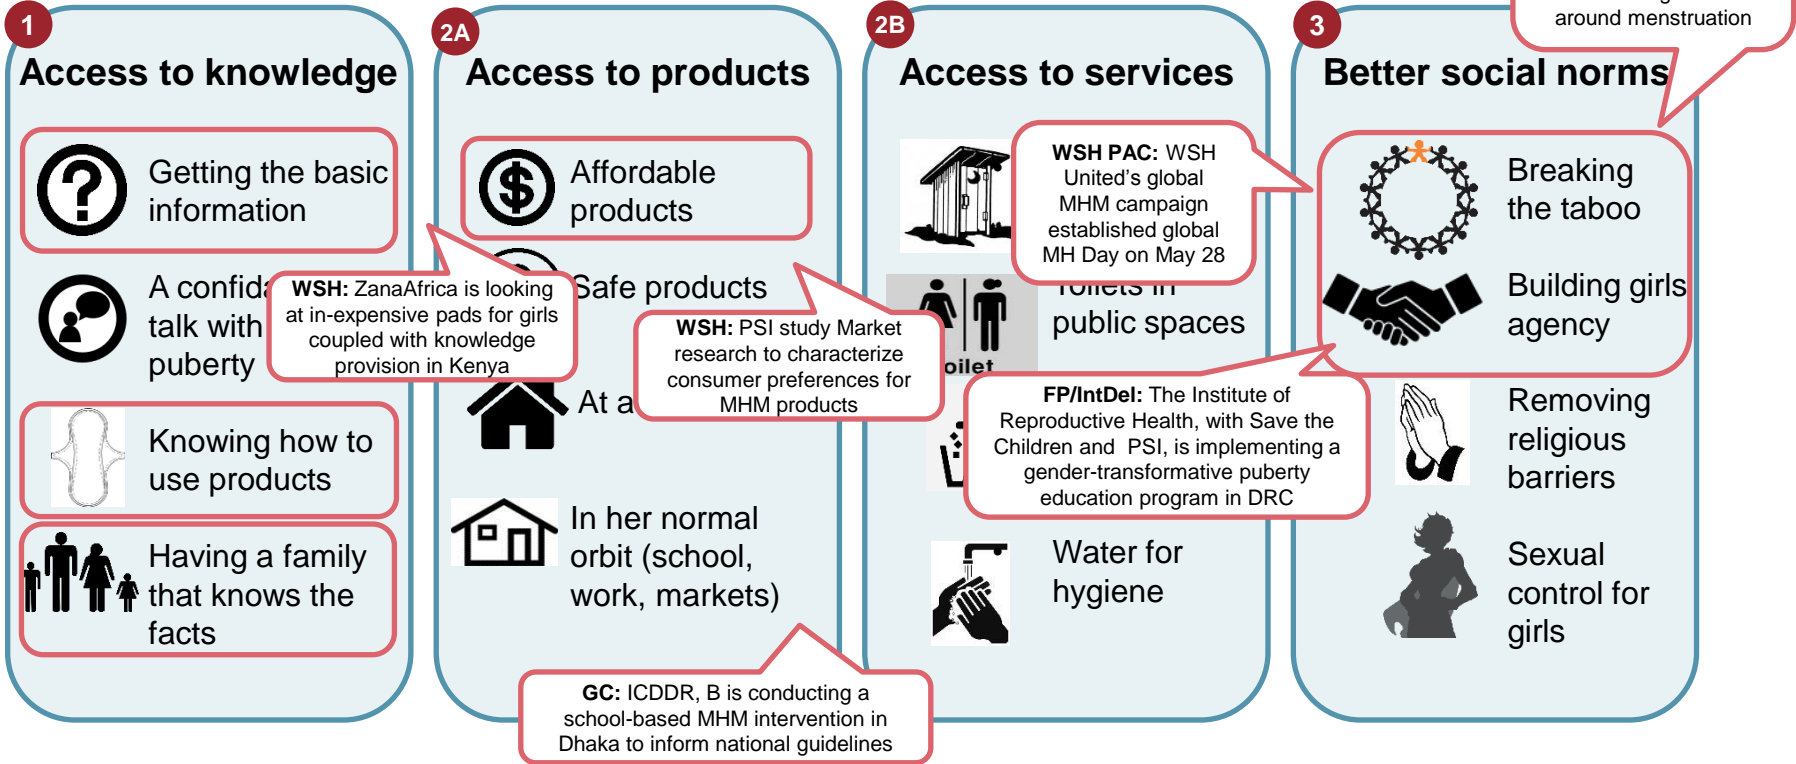 1
Access to knowledge
Getting the basic
information
A confida
talk with
puberty
Knowing how to
use products
Having a family
that knows the
facts
WSH: ZanaAfrica is looking
at in-expensive pads for girls
coupled with knowledge
provision in Kenya
2A
Access to products
$
Affordable
products
Safe products
At a
In her normal
orbit (school,
work, markets)
WSH: PSI study Market
research to characterize
consumer preferences for
MHM products
GC: ICDDR, B is conducting a
school-based MHM intervention in
Dhaka to inform national guidelines
2B
Access to services
WSH PAC: WSH
United’s global
MHM campaign
established global
MH Day on May 28
Toilets in
public spaces
oilet
FP/IntDel: The Institute of
Reproductive Health, with Save the
Children and PSI, is implementing a
gender-transformative puberty
education program in DRC
Water for
hygiene
3
around menstruation
Better social norms
Breaking
the taboo
Building girls
agency
Removing
religious
barriers
Sexual
control for
girls